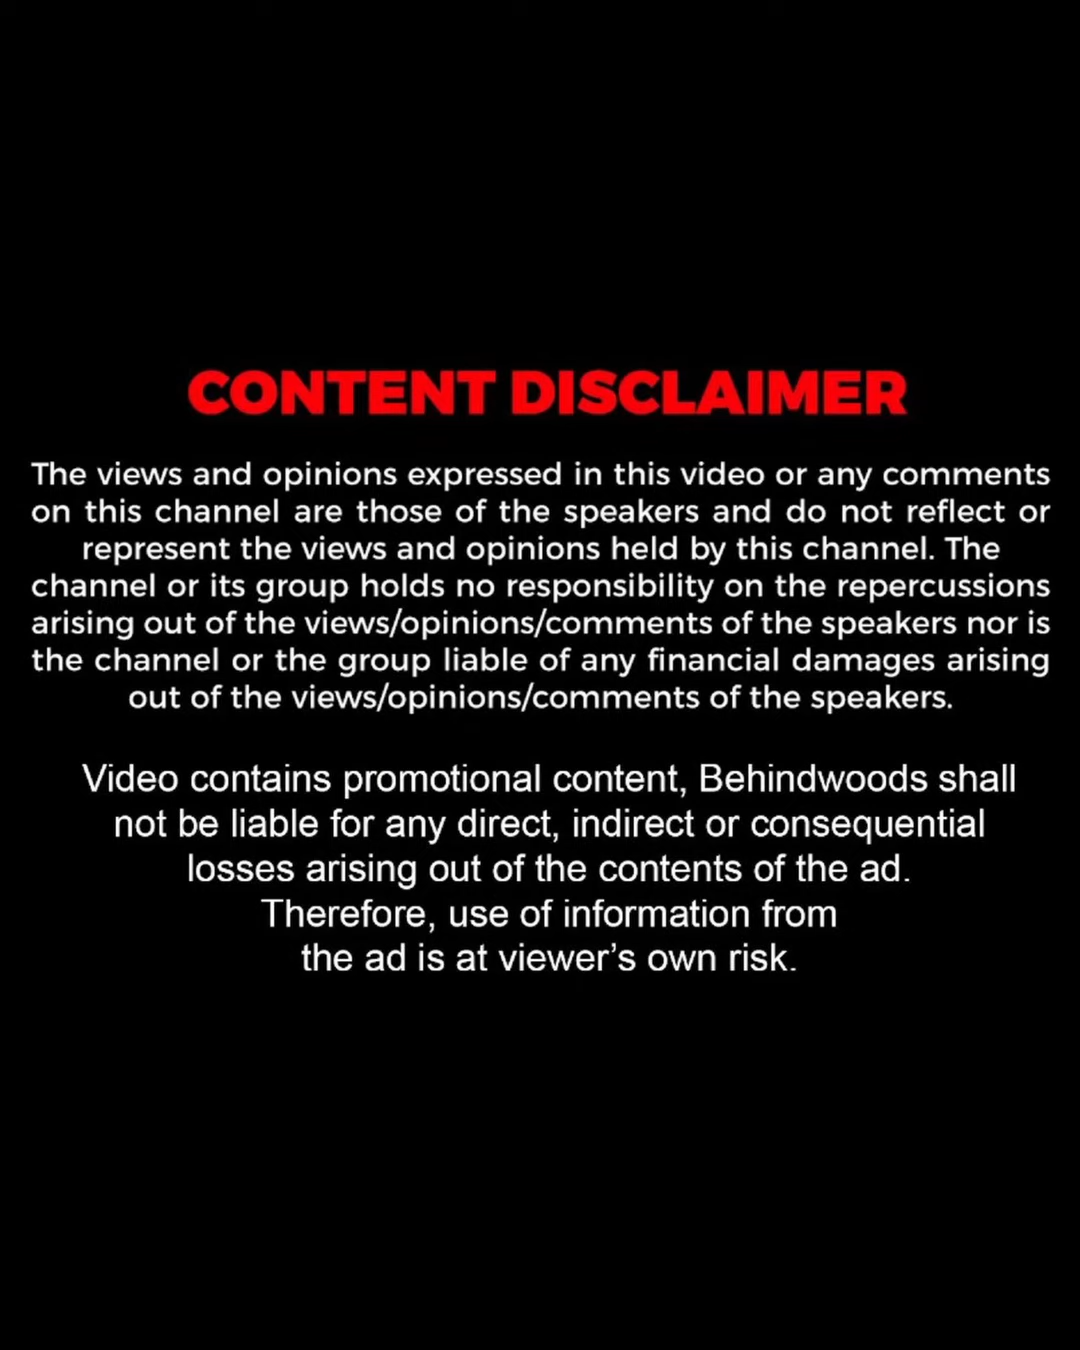 CONTENT DISCLAIMER
The views and opinions expressed in this video or any comments
on this channel are those of the speakers and do not reflect or
represent the views and opinions held by this channel. The
channel or its group holds no responsibility on the repercussions
arising out of the views/opinions/comments of the speakers nor is
the channel or the group liable of any financial damages arising
out of the views/opinions/comments of the speakers.
Video contains promotional content, Behindwoods shall
not be liable for any direct, indirect or consequential
losses arising out of the contents of the ad.
Therefore, use of information from
the ad is at viewer’s own risk.